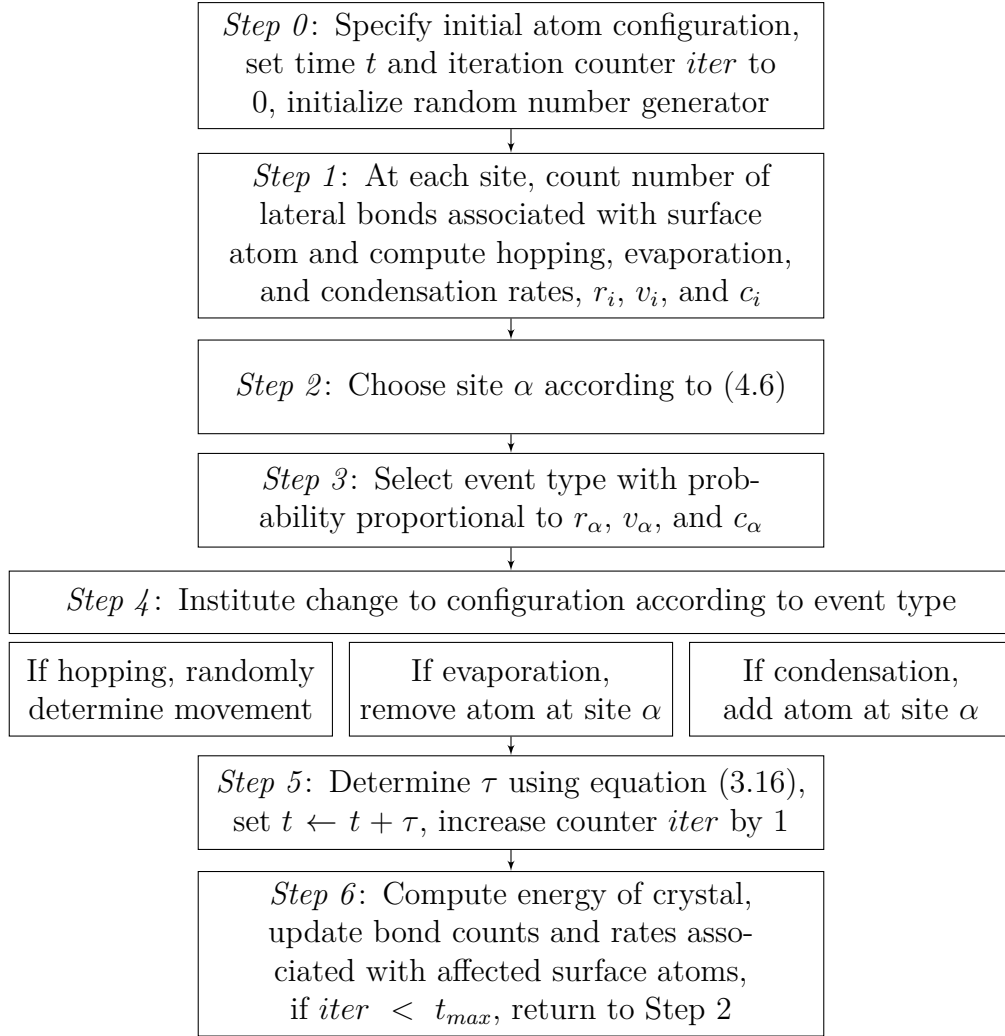 Step 0: Specify initial atom configuration,
set time t and iteration counter iter to
0, initialize random number generator
Step 1: At each site, count number of
lateral bonds associated with surface
atom and compute hopping, evaporation,
and condensation rates, r_i, v_i, and c_i
Step 2: Choose site α according to (4.6)
Step 3: Select event type with prob-
ability proportional to r_α, v_α, and c_α
Step 4: Institute change to configuration according to event type
If hopping, randomly
determine movement
If evaporation,
remove atom at site α
If condensation,
add atom at site α
Step 5: Determine τ using equation (3.16),
set t ← t + τ, increase counter iter by 1
Step 6: Compute energy of crystal,
update bond counts and rates asso-
ciated with affected surface atoms,
if iter < t_max, return to Step 2